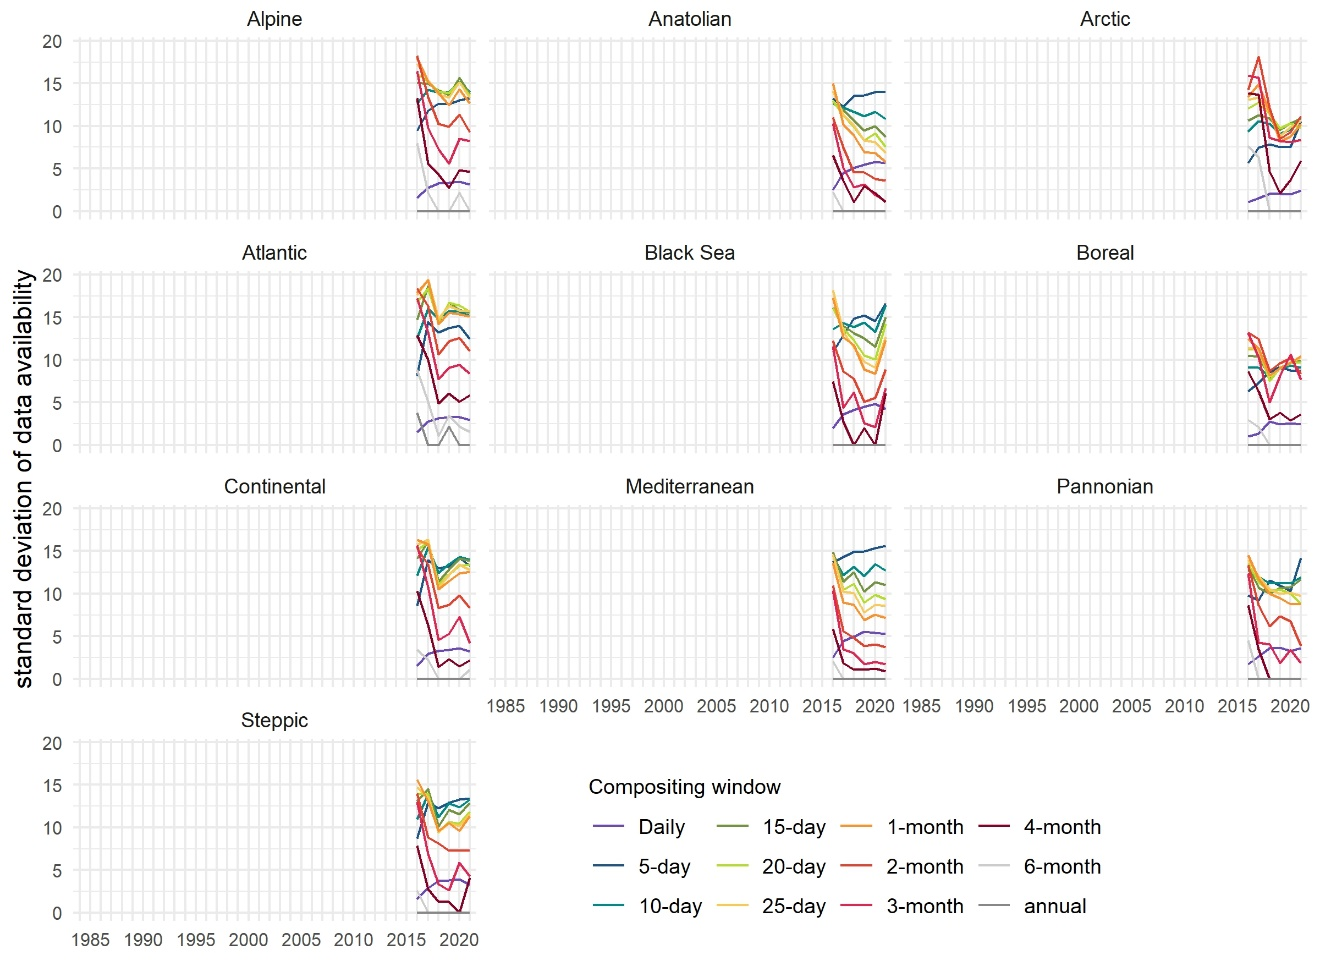 Alpine
Anatolian
Arctic
20
15
10
5
0
Atlantic
Black Sea
Boreal
20
15
10
5
0
standard deviation of data availability
Continental
Mediterranean
Pannonian
20
15
10
5
0
1985 1990 1995 2000 2005 2010 2015 2020
1985 1990 1995 2000 2005 2010 2015 2020
Steppic
20
15
10
5
0
1985 1990 1995 2000 2005 2010 2015 2020
Compositing window
Daily 15-day 1-month 4-month
5-day 20-day 2-month 6-month
10-day 25-day 3-month annual